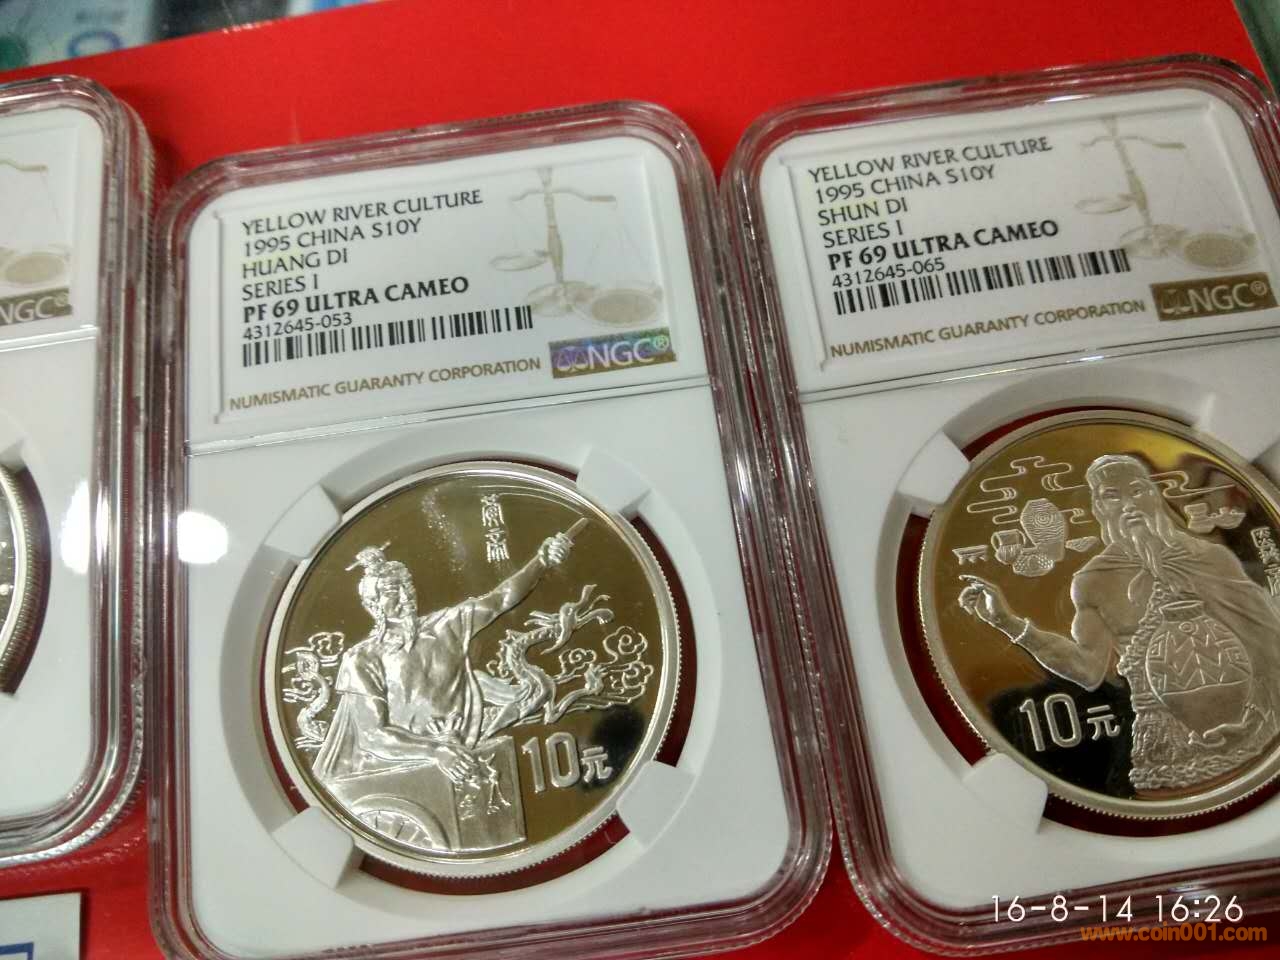 NGC®
YELLOW RIVER CULTURE
1995 CHINA S10Y
HUANG DI
SERIES I
PF 69 ULTRA CAMEO
4312645-053
NUMISMATIC GUARANTY CORPORATION
NGC®
10元
YELLOW RIVER CULTURE
1995 CHINA S10Y
SHUN DI
SERIES I
PF 69 ULTRA CAMEO
4312645-065
NUMISMATIC GUARANTY CORPORATION
NGC®
10元
16-8-14 16:26
www.coin001.com